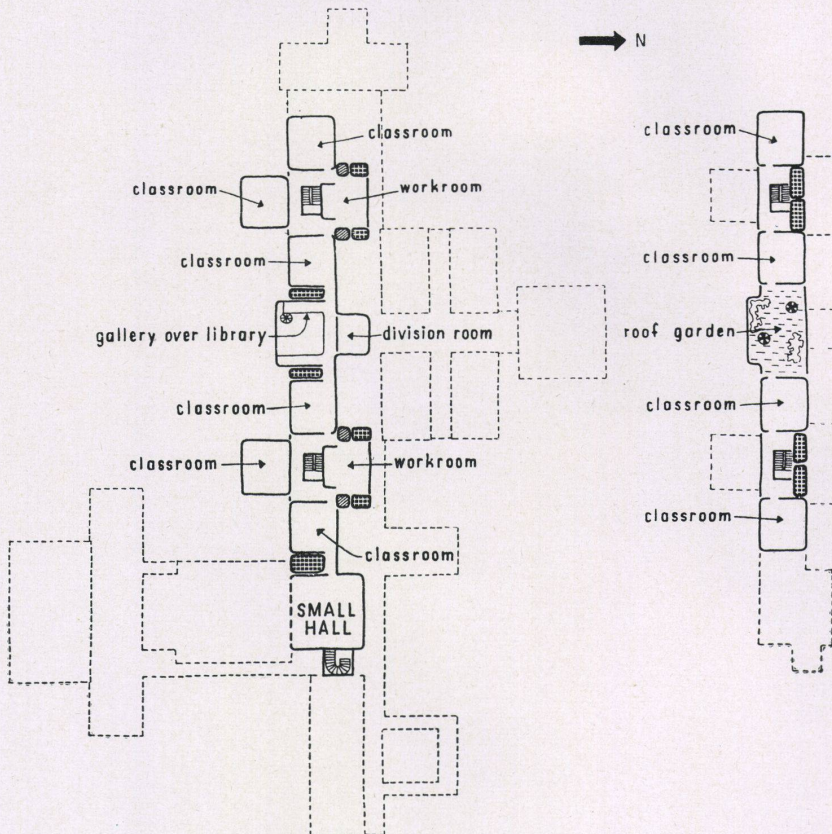 N
classroom
classroom
workroom
classroom
gallery over library
division room
classroom
classroom
workroom
classroom
SMALL
HALL
classroom
classroom
roof garden
classroom
classroom